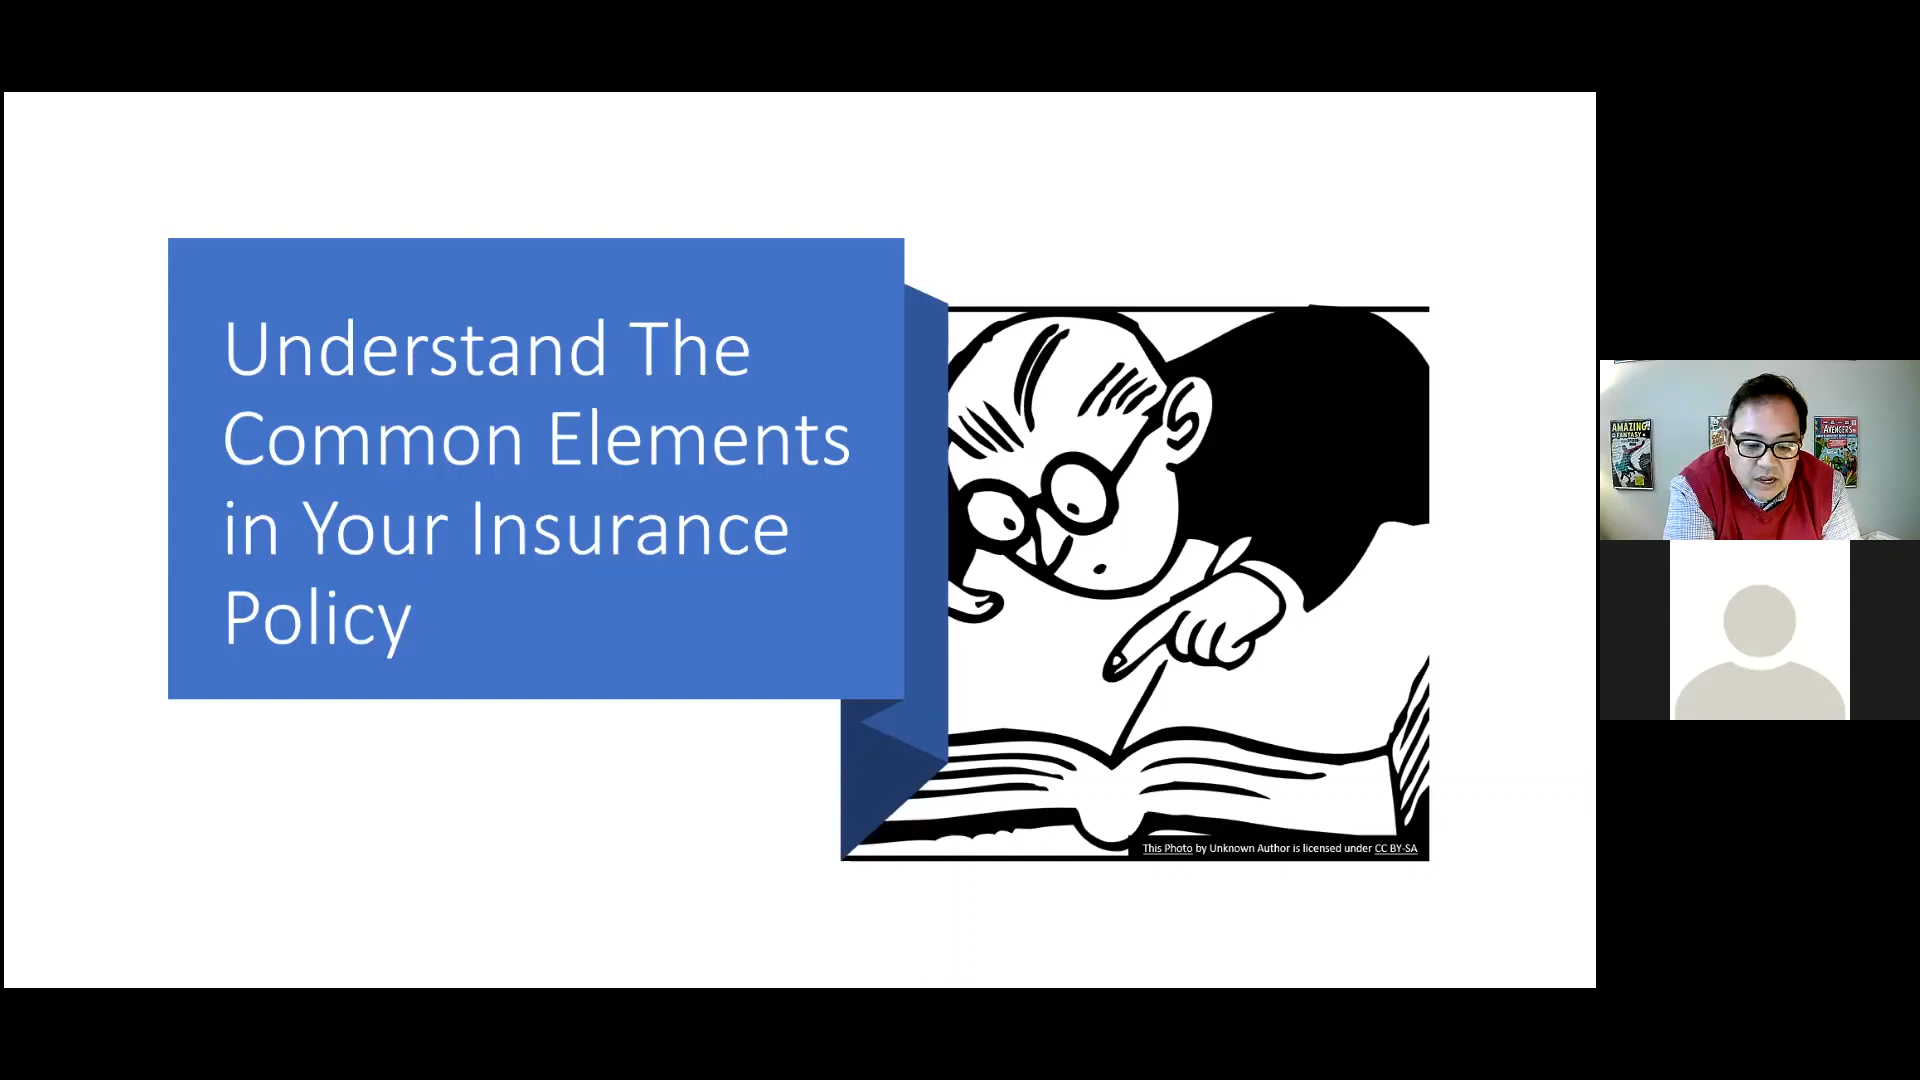 Understand The
Common Elements
in Your Insurance
Policy
This Photo by Unknown Author is licensed under CC BY-SA
AMAZING
FANTASY
AVENGERS